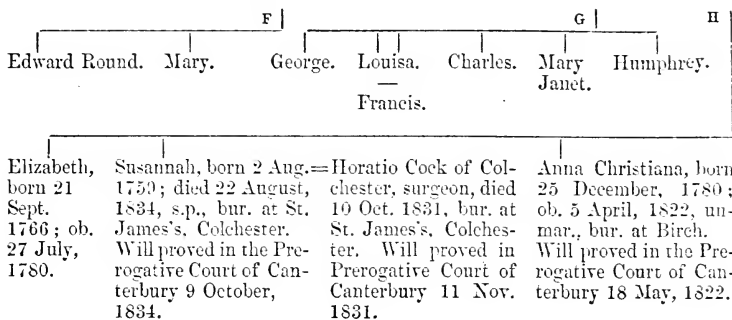 F G H
Edward Round. Mary. George. Louisa. Charles. Mary Janet. Humphrey.
—
Francis.
Elizabeth,
born 21
Sept.
1766; ob.
27 July,
1780.
Susannah, born 2 Aug.=
1759; died 22 August,
1834, s.p., bur. at St.
James's, Colchester.
Will proved in the Pre-
rogative Court of Can-
terbury 9 October,
1834.
Horatio Cock of Col-
chester, surgeon, died
10 Oct. 1831, bur. at
St. James's, Colches-
ter. Will proved in
Prerogative Court of
Canterbury 11 Nov.
1831.
Anna Christiana, born
25 December, 1780;
ob. 5 April, 1822, un-
mar., bur. at Birch.
Will proved in the Pre-
rogative Court of Can-
terbury 18 May, 1822.